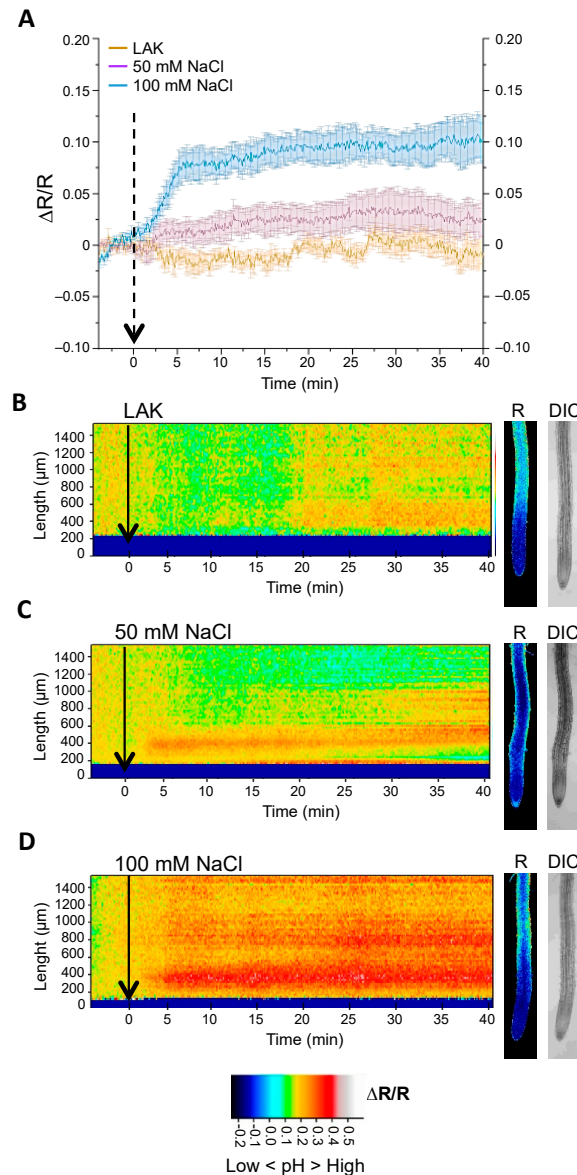 A
ΔR/R
LAK
50 mM NaCl
100 mM NaCl
0.20 0.20
0.15 0.15
0.10 0.10
0.05 0.05
0 0
–0.05 –0.05
–0.10 –0.10
0 5 10 15 20 25 30 35 40
Time (min)
B
LAK
R DIC
Length (µm)
1400
1200
1000
800
600
400
200
0
0 5 10 15 20 25 30 35 40
Time (min)
C
50 mM NaCl
R DIC
Length (µm)
1400
1200
1000
800
600
400
200
0
0 5 10 15 20 25 30 35 40
Time (min)
D
100 mM NaCl
R DIC
Lenght (µm)
1400
1200
1000
800
600
400
200
0
0 5 10 15 20 25 30 35 40
Time (min)
ΔR/R
-0.2 -0.1 0.0 0.1 0.2 0.3 0.4 0.5
Low < pH > High